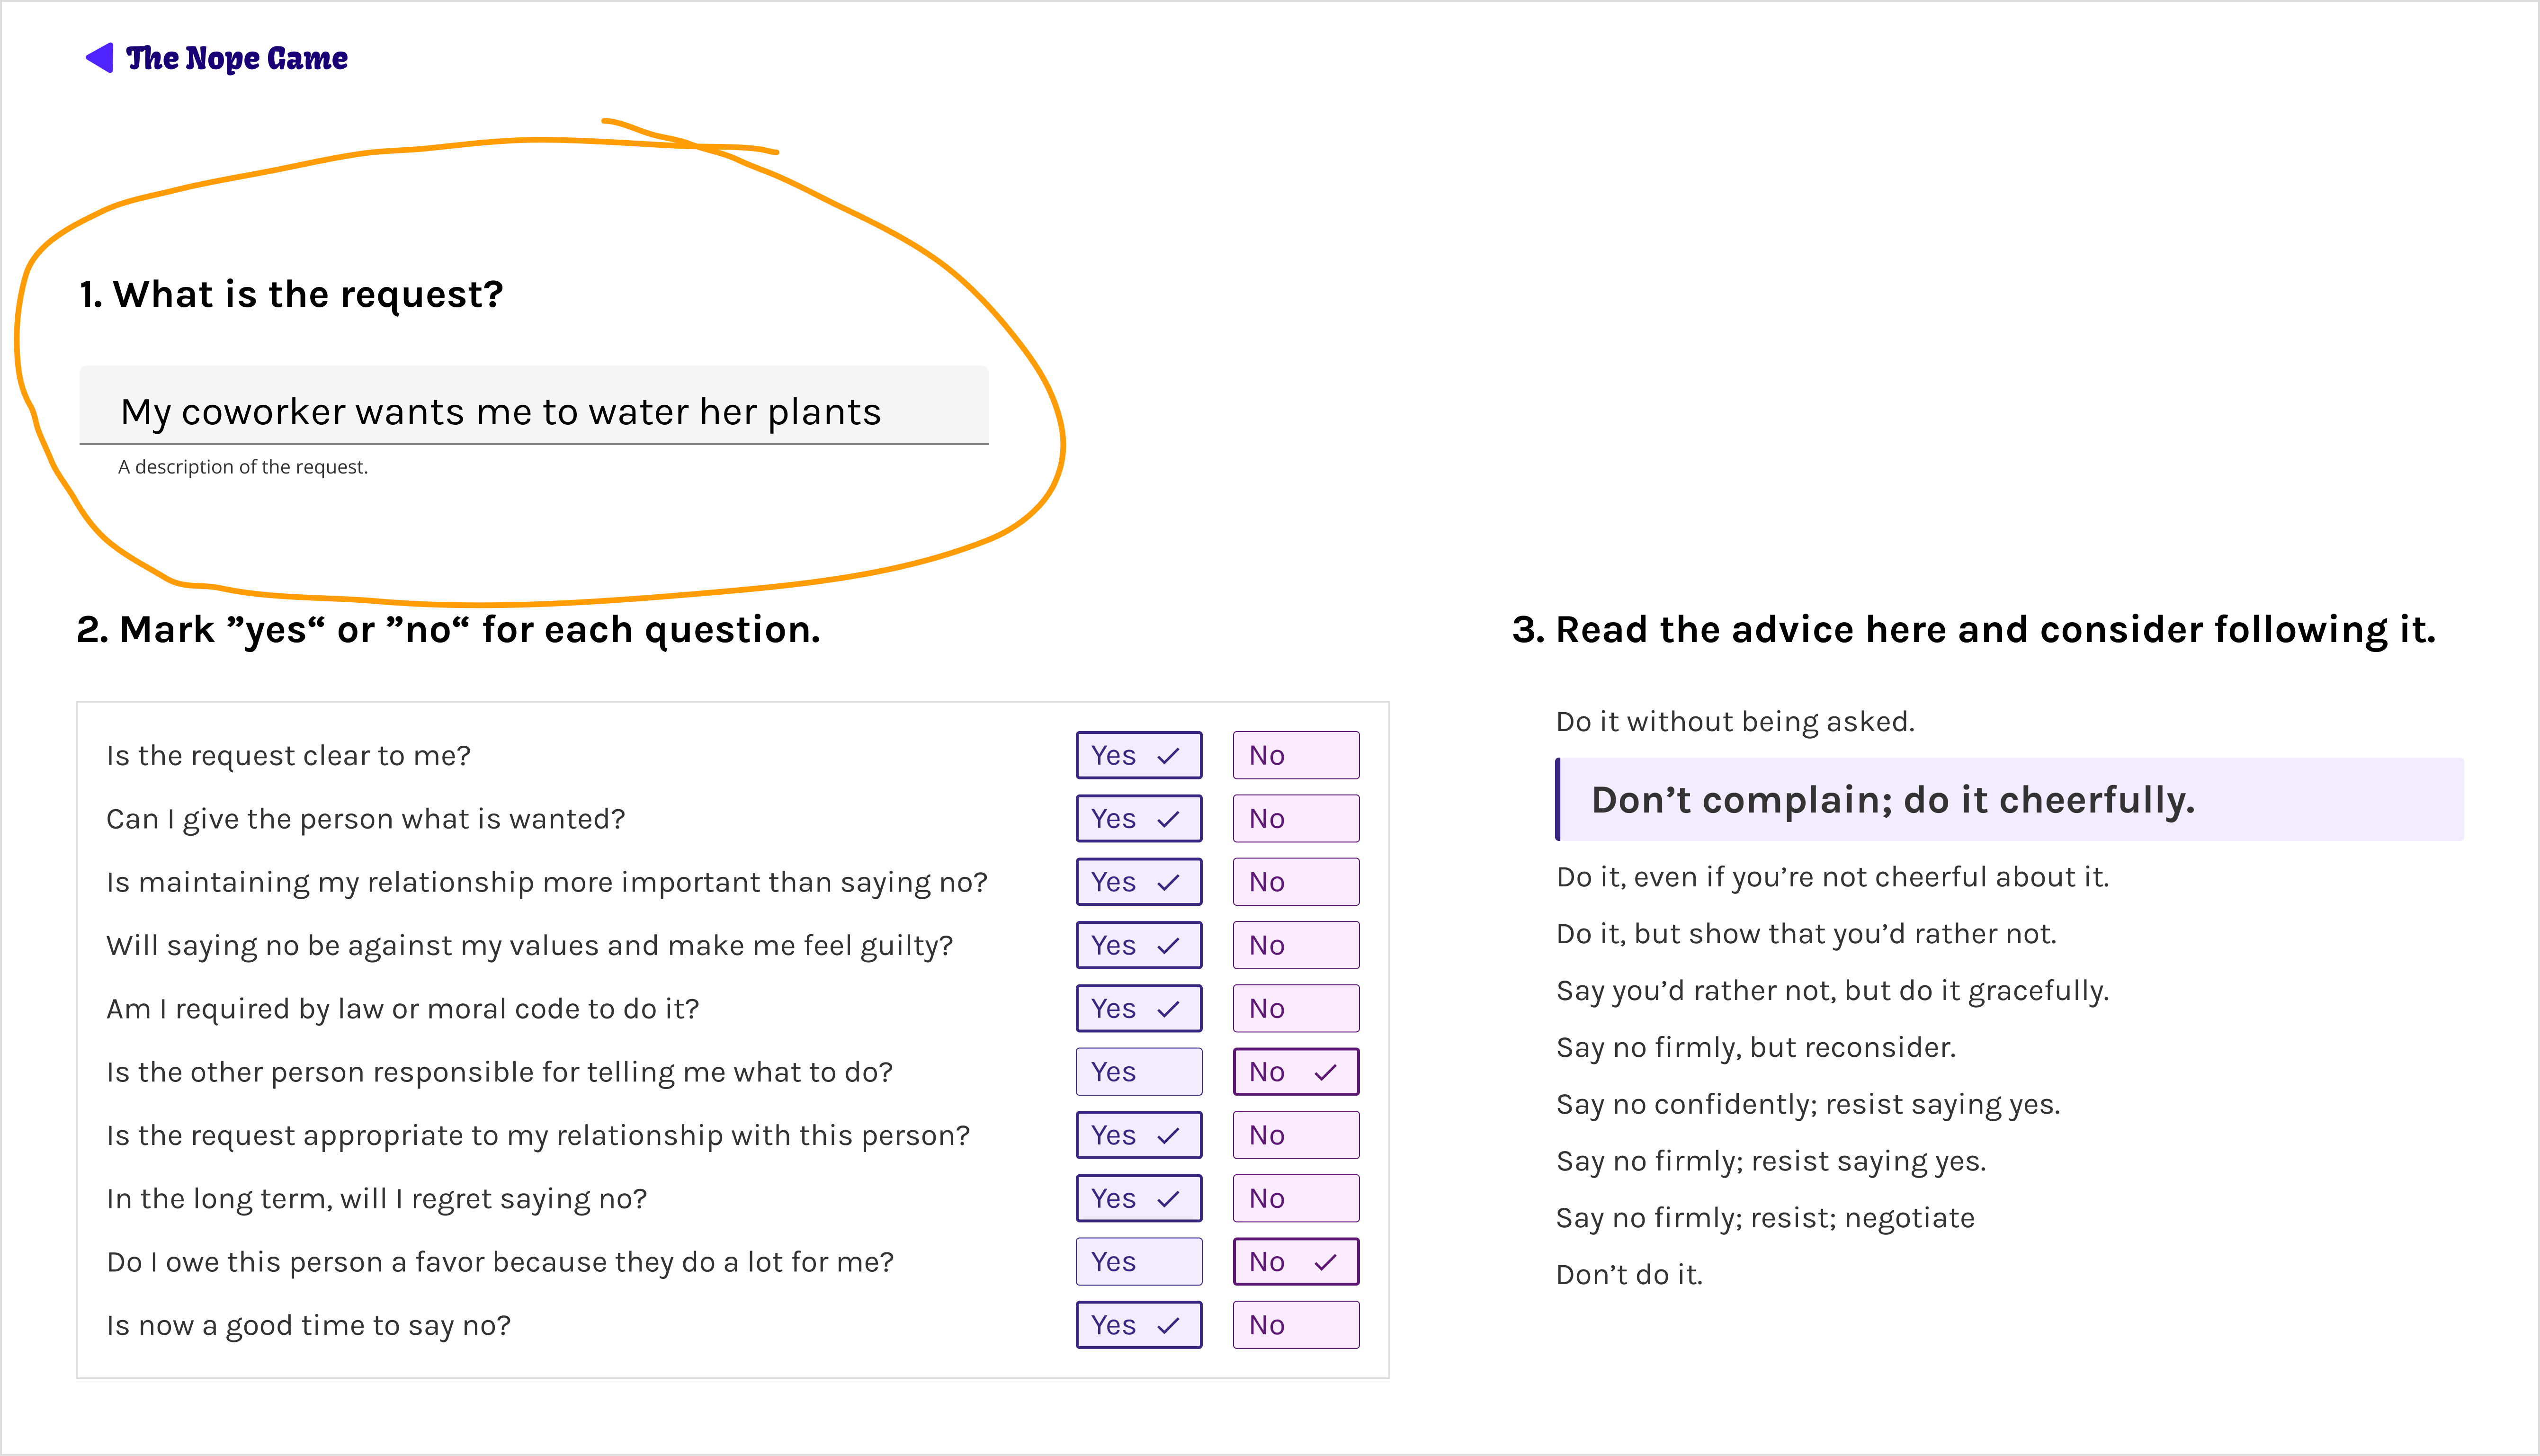 The Nope Game
1. What is the request?
My coworker wants me to water her plants
A description of the request.
2. Mark ”yes“ or ”no“ for each question.
Is the request clear to me? Yes No
Can I give the person what is wanted? Yes No
Is maintaining my relationship more important than saying no? Yes No
Will saying no be against my values and make me feel guilty? Yes No
Am I required by law or moral code to do it? Yes No
Is the other person responsible for telling me what to do? Yes No
Is the request appropriate to my relationship with this person? Yes No
In the long term, will I regret saying no? Yes No
Do I owe this person a favor because they do a lot for me? Yes No
Is now a good time to say no? Yes No
3. Read the advice here and consider following it.
Do it without being asked.
Don’t complain; do it cheerfully.
Do it, even if you’re not cheerful about it.
Do it, but show that you’d rather not.
Say you’d rather not, but do it gracefully.
Say no firmly, but reconsider.
Say no confidently; resist saying yes.
Say no firmly; resist saying yes.
Say no firmly; resist; negotiate
Don’t do it.